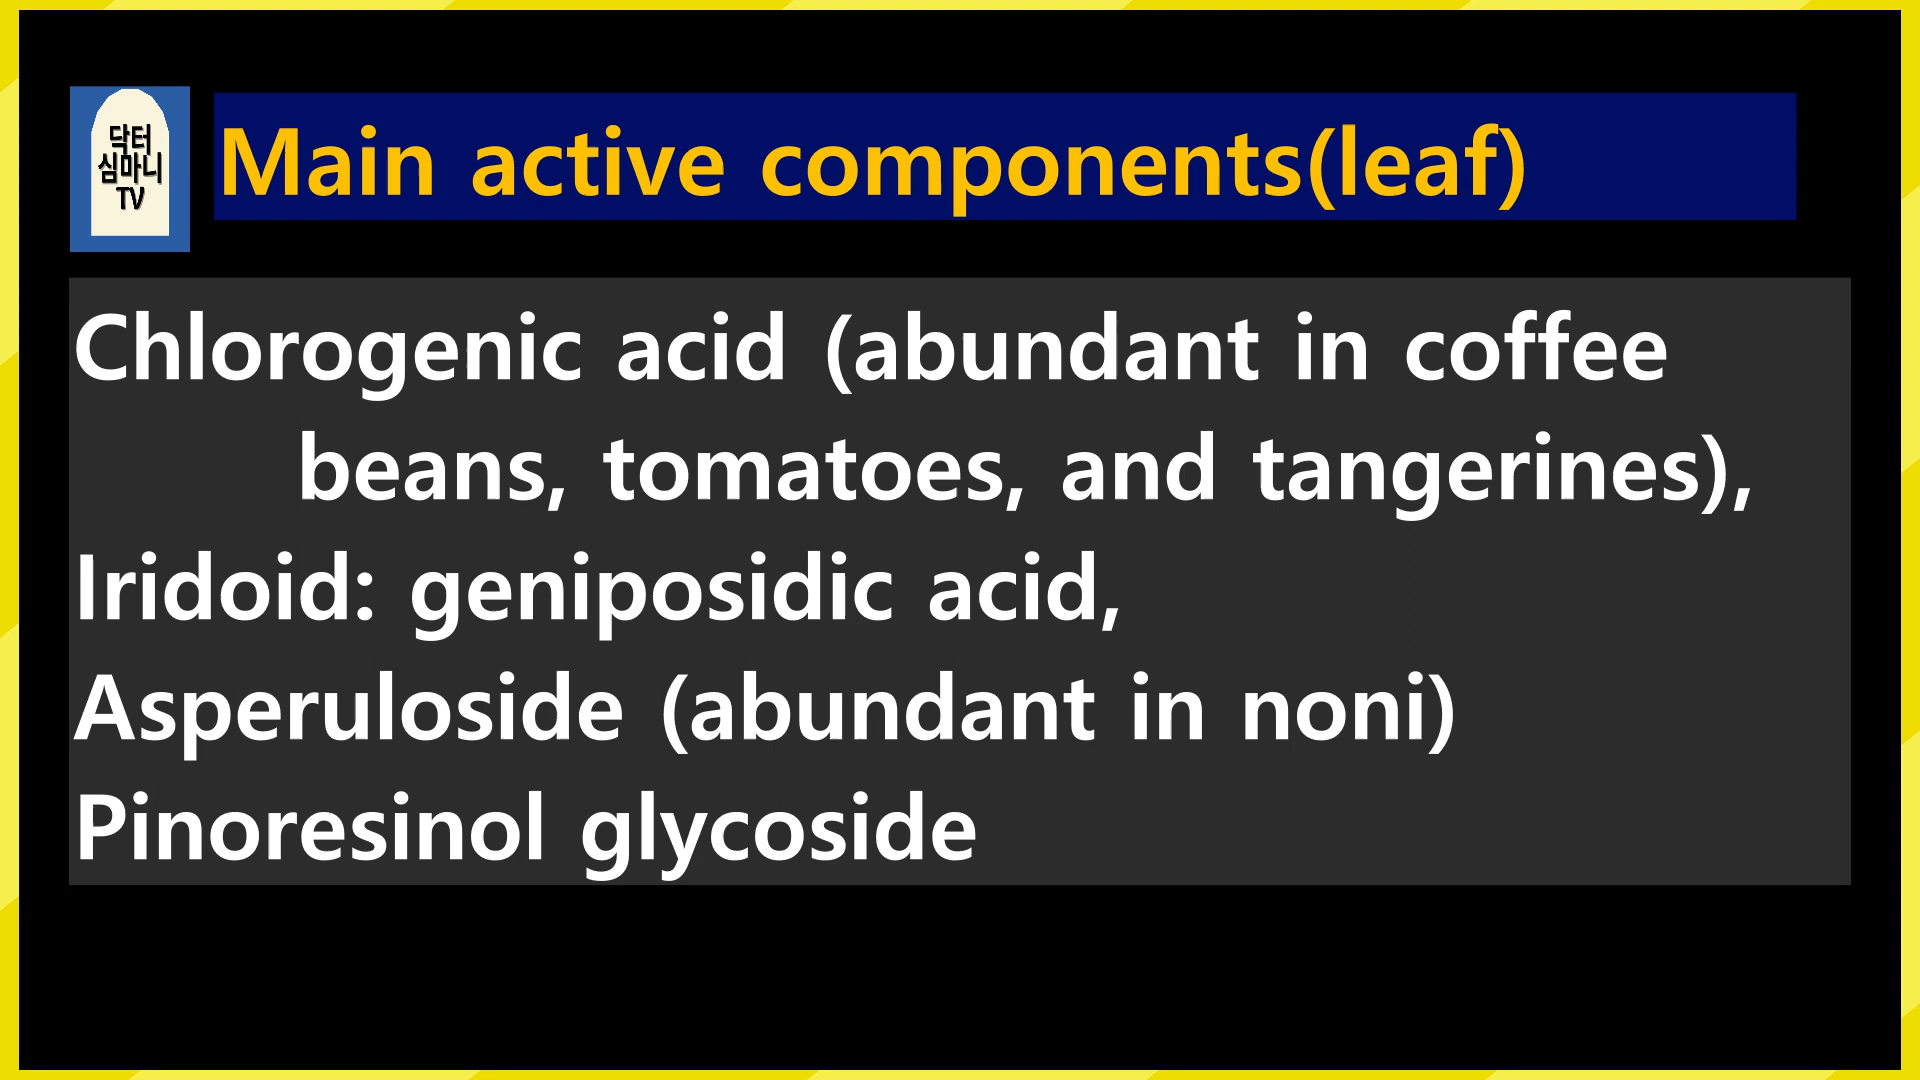 닥터
심마니
TV
Main active components(leaf)
Chlorogenic acid (abundant in coffee
beans, tomatoes, and tangerines),
Iridoid: geniposidic acid,
Asperuloside (abundant in noni)
Pinoresinol glycoside